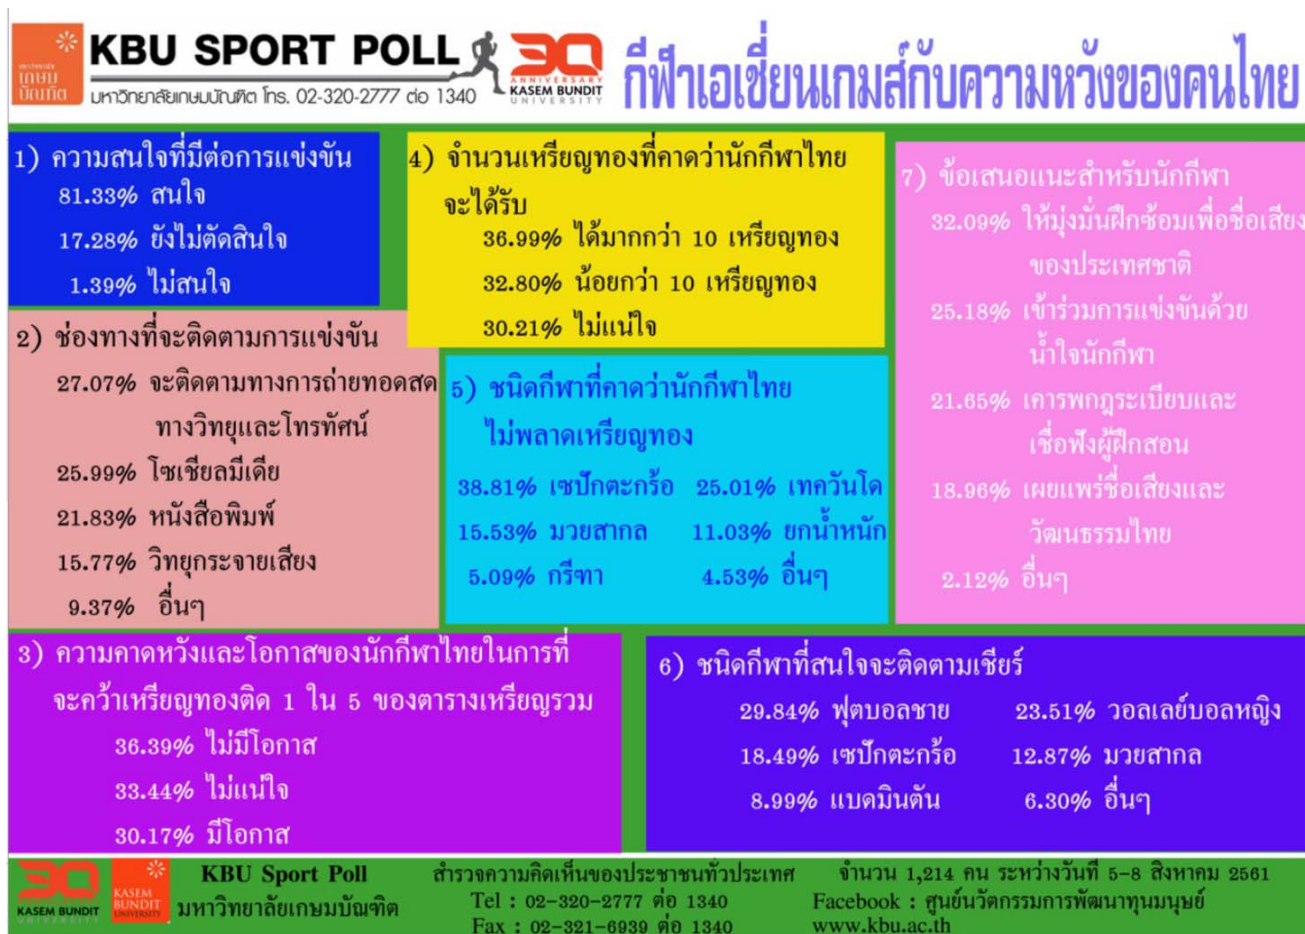 มหาวิทยาลัย
เกษม
บัณฑิต
KBU SPORT POLL
มหาวิทยาลัยเกษมบัณฑิต โทร. 02-320-2777 ต่อ 1340
30
ANNIVERSARY
KASEM BUNDIT
UNIVERSITY
กีฬาเอเชี่ยนเกมส์กับความหวังของคนไทย
1) ความสนใจที่มีต่อการแข่งขัน
81.33% สนใจ
17.28% ยังไม่ตัดสินใจ
1.39% ไม่สนใจ
2) ช่องทางที่จะติดตามการแข่งขัน
27.07% จะติดตามทางการถ่ายทอดสด
ทางวิทยุและโทรทัศน์
25.99% โซเชียลมีเดีย
21.83% หนังสือพิมพ์
15.77% วิทยุกระจายเสียง
9.37% อื่นๆ
3) ความคาดหวังและโอกาสของนักกีฬาไทยในการที่
จะคว้าเหรียญทองติด 1 ใน 5 ของตารางเหรียญรวม
36.39% ไม่มีโอกาส
33.44% ไม่แน่ใจ
30.17% มีโอกาส
4) จำนวนเหรียญทองที่คาดว่านักกีฬาไทย
จะได้รับ
36.99% ได้มากกว่า 10 เหรียญทอง
32.80% น้อยกว่า 10 เหรียญทอง
30.21% ไม่แน่ใจ
5) ชนิดกีฬาที่คาดว่านักกีฬาไทย
ไม่พลาดเหรียญทอง
38.81% เซปักตะกร้อ 25.01% เทควันโด
15.53% มวยสากล 11.03% ยกน้ำหนัก
5.09% กรีฑา 4.53% อื่นๆ
6) ชนิดกีฬาที่สนใจจะติดตามเชียร์
29.84% ฟุตบอลชาย 23.51% วอลเลย์บอลหญิง
18.49% เซปักตะกร้อ 12.87% มวยสากล
8.99% แบดมินตัน 6.30% อื่นๆ
7) ข้อเสนอแนะสำหรับนักกีฬา
32.09% ให้มุ่งมั่นฝึกซ้อมเพื่อชื่อเสียง
ของประเทศชาติ
25.18% เข้าร่วมการแข่งขันด้วย
น้ำใจนักกีฬา
21.65% เคารพกฎระเบียบและ
เชื่อฟังผู้ฝึกสอน
18.96% เผยแพร่ชื่อเสียงและ
วัฒนธรรมไทย
2.12% อื่นๆ
30
KASEM BUNDIT
UNIVERSITY
KASEM
BUNDIT
UNIVERSITY
KBU Sport Poll
มหาวิทยาลัยเกษมบัณฑิต
สำรวจความคิดเห็นของประชาชนทั่วประเทศ จำนวน 1,214 คน ระหว่างวันที่ 5-8 สิงหาคม 2561
Tel : 02-320-2777 ต่อ 1340 Facebook : ศูนย์นวัตกรรมการพัฒนาทุนมนุษย์
Fax : 02-321-6939 ต่อ 1340 www.kbu.ac.th